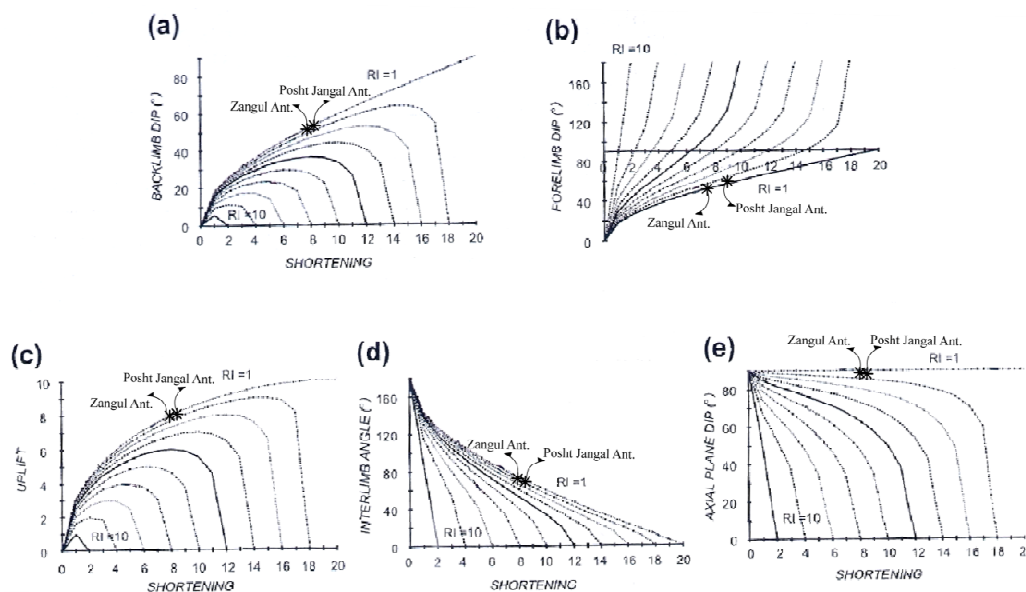 (a)
BACKLIMB DIP (°)
80
60
40
20
0
RI =1
Posht Jangal Ant.
Zangul Ant.
RI =10
0 2 4 6 8 10 12 14 16 18 20
SHORTENING
(b)
FORELIMB DIP (°)
RI =10
160
120
80
40
0
0 2 4 6 8 10 12 14 16 18 20
RI =1
Posht Jangal Ant.
Zangul Ant.
(c)
UPLIFT
10
8
6
4
2
0
Posht Jangal Ant.
RI =1
Zangul Ant.
RI =10
0 2 4 6 8 10 12 14 16 18 20
SHORTENING
(d)
INTERLIMB ANGLE (°)
160
120
80
40
0
Zangul Ant.
Posht Jangal Ant.
RI =1
RI =10
0 2 4 6 8 10 12 14 16 18 20
SHORTENING
(e)
AXIAL PLANE DIP (°)
Zangul Ant.
Posht Jangal Ant.
RI =1
80
60
40
80
0
RI =10
0 2 4 6 8 10 12 14 16 18
SHORTENING